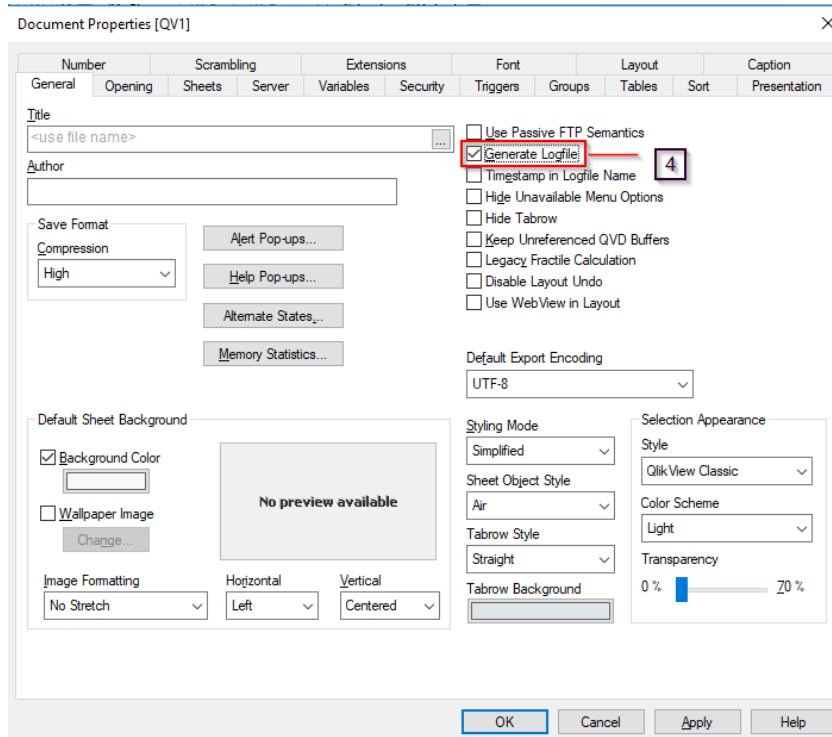 Document Properties [QV1]
Number Scrambling Extensions Font Layout Caption
General Opening Sheets Server Variables Security Triggers Groups Tables Sort Presentation
Title
<use file name>
...
Author
Save Format
Compression
High
Alert Pop-ups...
Help Pop-ups...
Alternate States...
Memory Statistics...
Use Passive FTP Semantics
Generate Logfile
4
Timestamp in Logfile Name
Hide Unavailable Menu Options
Hide Tabrow
Keep Unreferenced QVD Buffers
Legacy Fractile Calculation
Disable Layout Undo
Use WebView in Layout
Default Export Encoding
UTF-8
Default Sheet Background
Background Color
Wallpaper Image
Change...
No preview available
Image Formatting
No Stretch
Horizontal
Left
Vertical
Centered
Styling Mode
Simplified
Sheet Object Style
Air
Tabrow Style
Straight
Tabrow Background
Selection Appearance
Style
QlikView Classic
Color Scheme
Light
Transparency
0 % 70 %
OK Cancel Apply Help